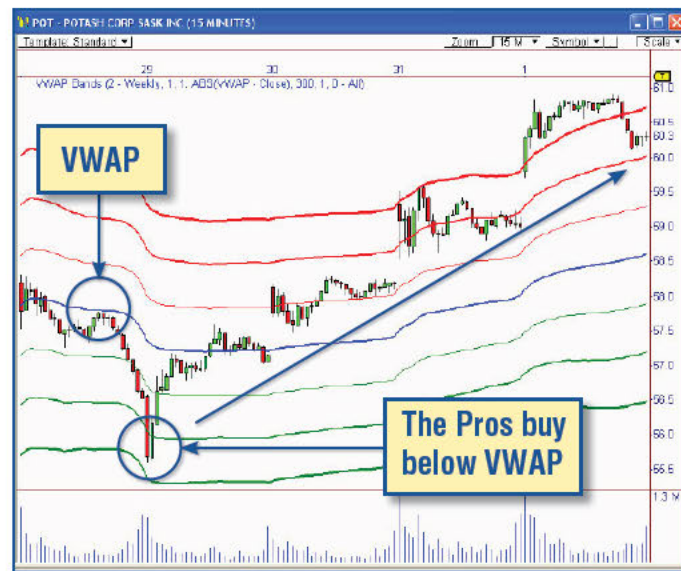 POT - POTASH CORP SASK INC (15 MINUTES)
Template: Standard
Zoom 15 M Symbol Scale
29 30 31 1
VWAP Bands (2 - Weekly, 1, 1, ABS(VWAP - Close), 300, 1, 0 - All)
61.0
VWAP
60.5
60.3
60.0
59.5
59.0
58.5
58.0
57.5
57.0
56.5
The Pros buy
below VWAP
56.0
55.5
1.3 M